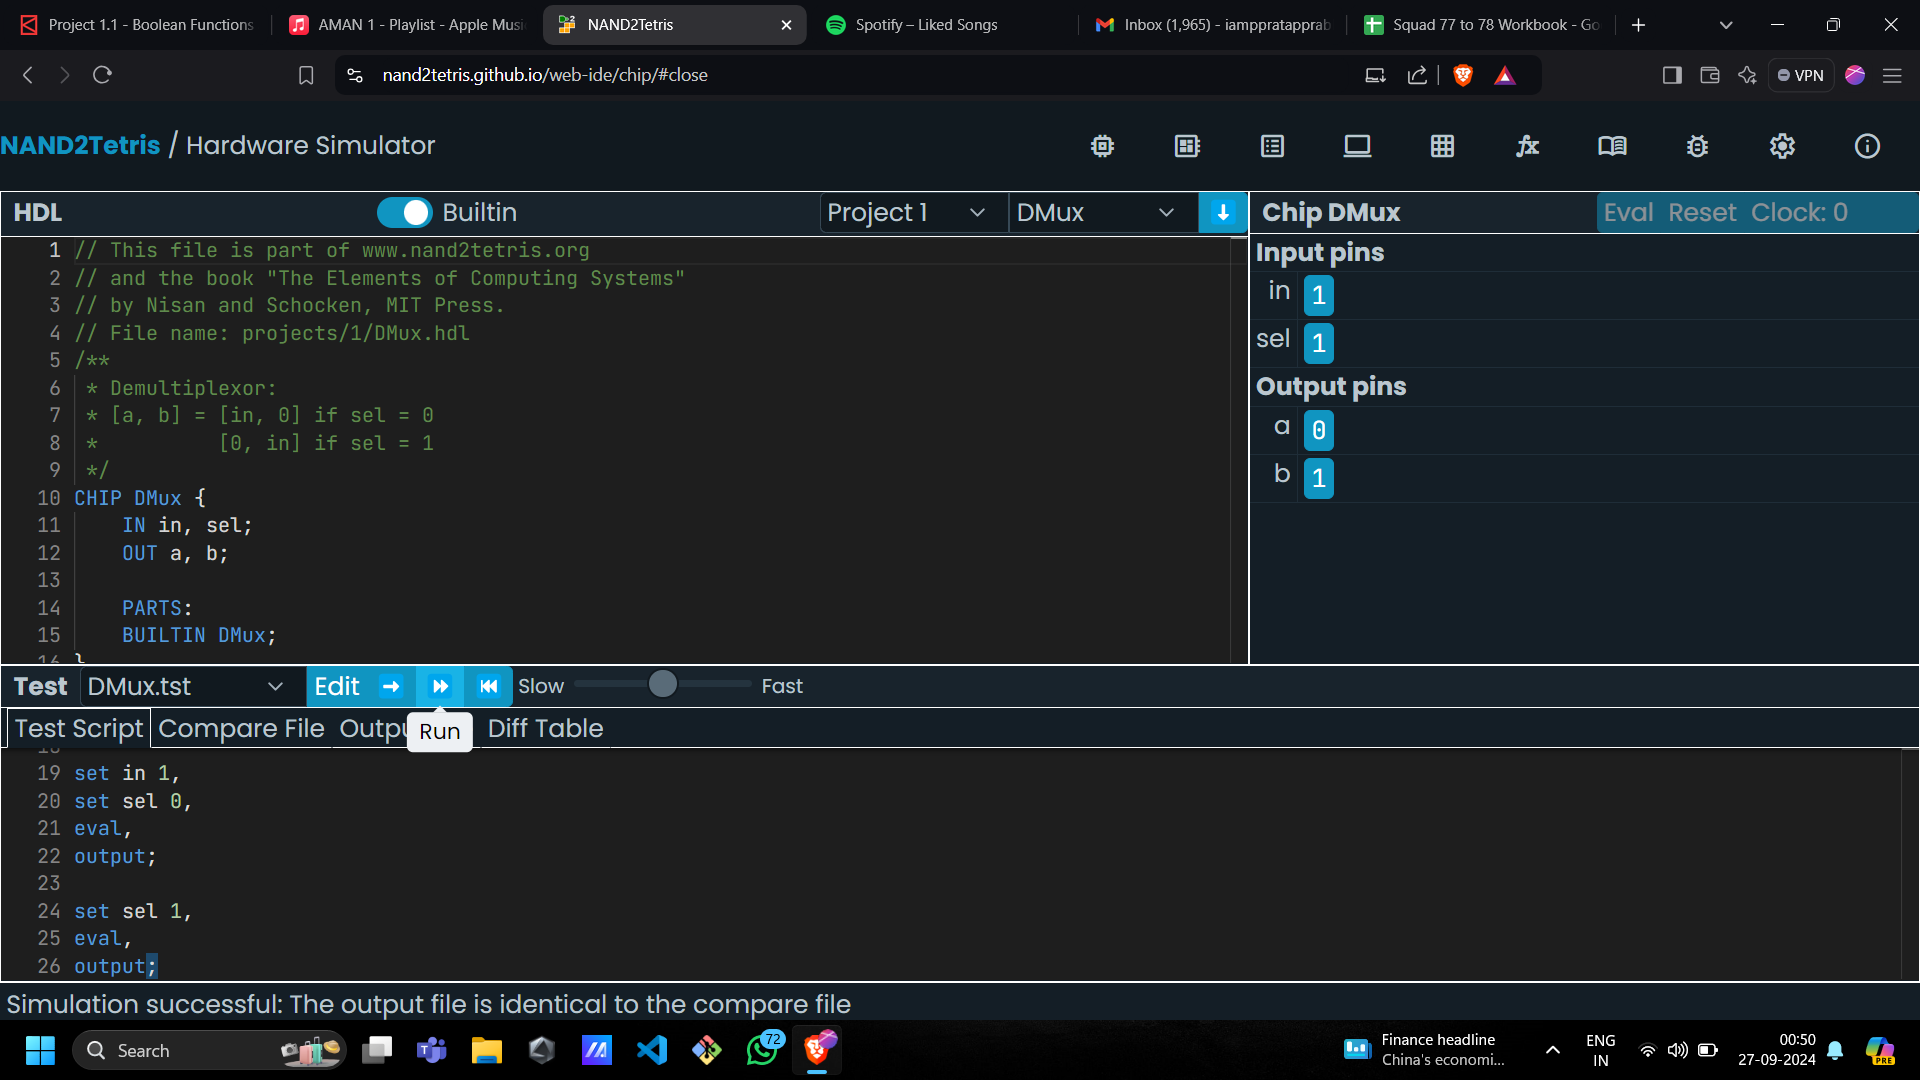 Project 1.1 - Boolean Functions
AMAN 1 - Playlist - Apple Musi
NAND2Tetris
Spotify – Liked Songs
Inbox (1,965) - iamppratapprab
Squad 77 to 78 Workbook - Go
nand2tetris.github.io/web-ide/chip/#close
VPN
NAND2Tetris / Hardware Simulator
HDL
Builtin
Project 1
DMux
Chip DMux
Eval Reset Clock: 0
1 // This file is part of www.nand2tetris.org
2 // and the book "The Elements of Computing Systems"
3 // by Nisan and Schocken, MIT Press.
4 // File name: projects/1/DMux.hdl
5 /**
6 * Demultiplexor:
7 * [a, b] = [in, 0] if sel = 0
8 * [0, in] if sel = 1
9 */
10 CHIP DMux {
11 IN in, sel;
12 OUT a, b;
13
14 PARTS:
15 BUILTIN DMux;
16 }
Input pins
in 1
sel 1
Output pins
a 0
b 1
Test
DMux.tst
Edit
Slow
Fast
Test Script
Compare File
Outpu
Run
Diff Table
18
19 set in 1,
20 set sel 0,
21 eval,
22 output;
23
24 set sel 1,
25 eval,
26 output;
Simulation successful: The output file is identical to the compare file
Search
72
Finance headline
China's economi...
ENG
IN
00:50
27-09-2024
PRE